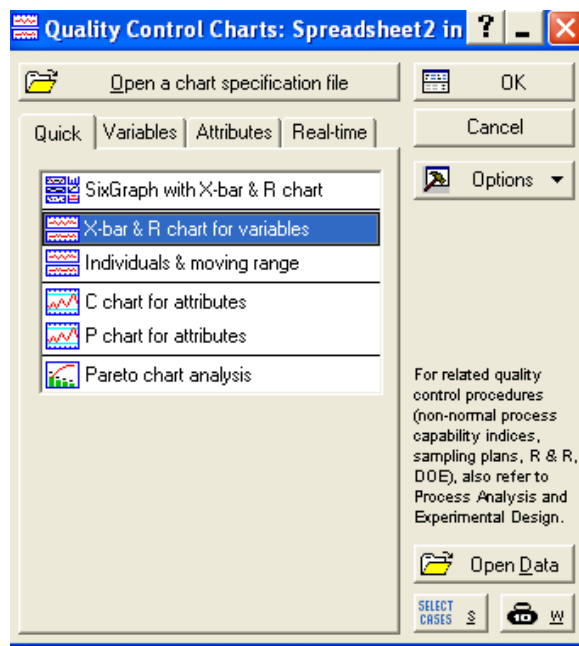 Quality Control Charts: Spreadsheet2 in
?
Open a chart specification file
OK
Cancel
Options
Quick
Variables
Attributes
Real-time
SixGraph with X-bar & R chart
X-bar & R chart for variables
Individuals & moving range
C chart for attributes
P chart for attributes
Pareto chart analysis
For related quality
control procedures
(non-normal process
capability indices,
sampling plans, R & R,
DOE), also refer to
Process Analysis and
Experimental Design.
Open Data
SELECT
CASES
S
10
W